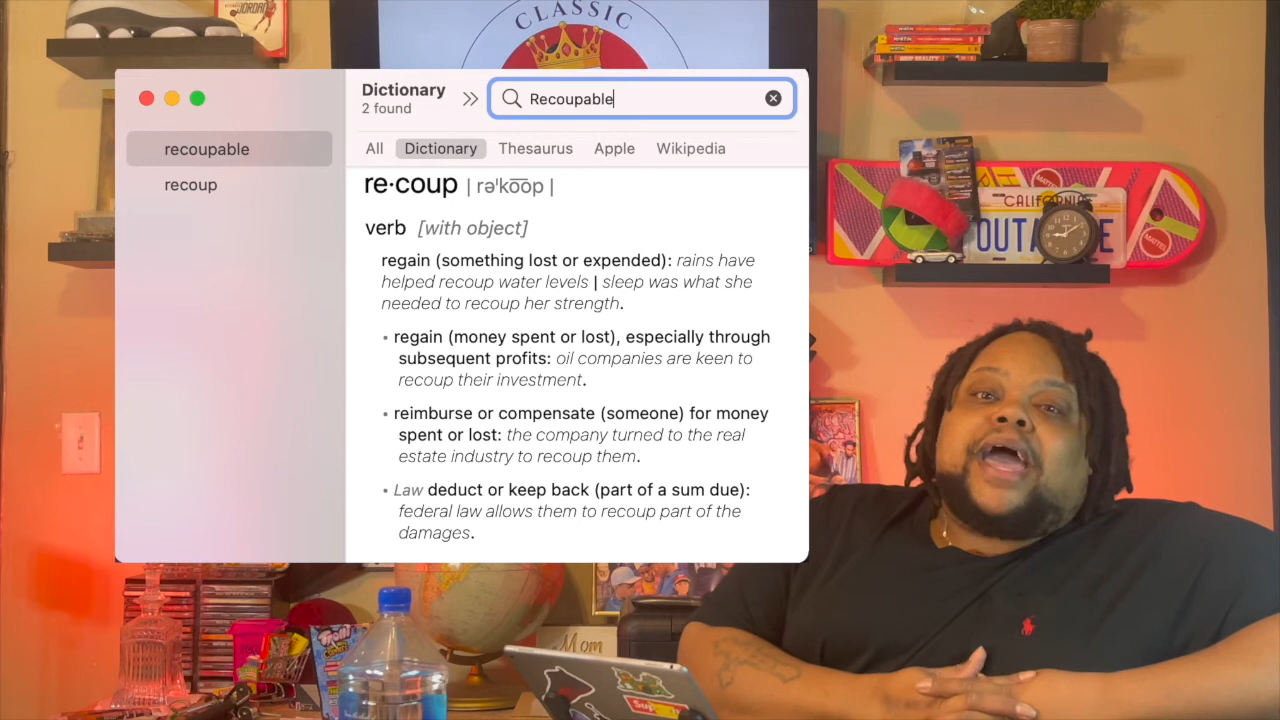 JORDAN
CLASSIC
Dictionary
2 found
Recoupable
recoupable
recoup
All
Dictionary
Thesaurus
Apple
Wikipedia
re·coup | rəˈko͞op |
verb [with object]
regain (something lost or expended): rains have
helped recoup water levels | sleep was what she
needed to recoup her strength.
• regain (money spent or lost), especially through
subsequent profits: oil companies are keen to
recoup their investment.
• reimburse or compensate (someone) for money
spent or lost: the company turned to the real
estate industry to recoup them.
• Law deduct or keep back (part of a sum due):
federal law allows them to recoup part of the
damages.
MATTEL
CALIFORNIA
MATTEL
Mom